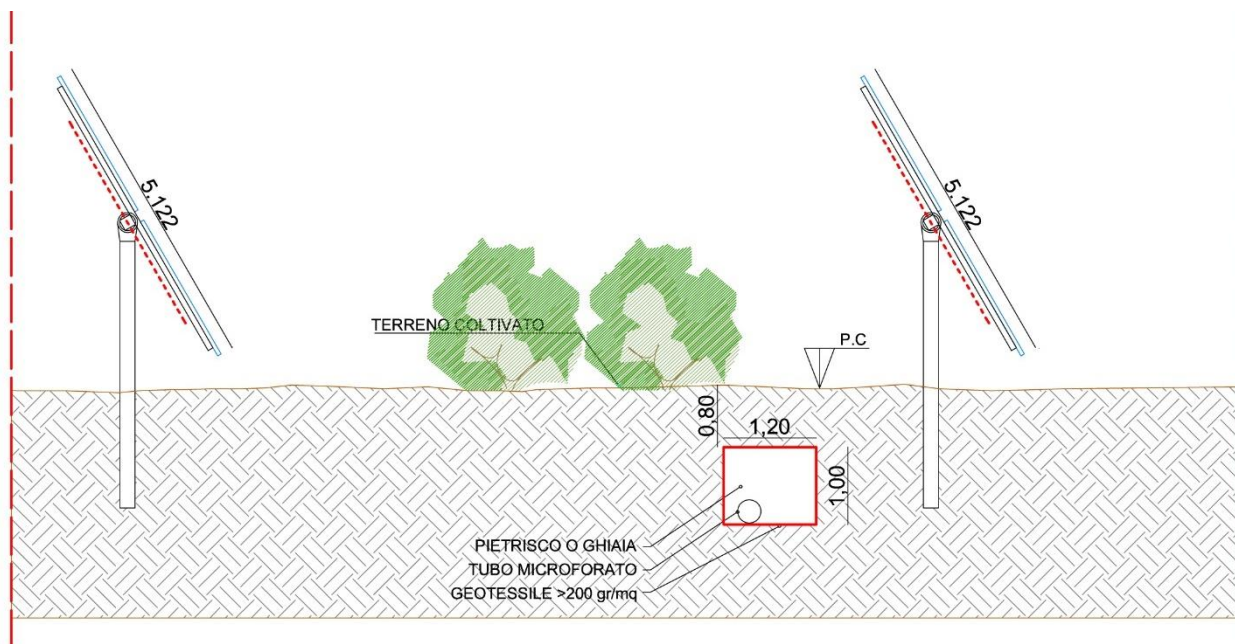 5.122
5.122
TERRENO COLTIVATO
P.C
0,80
1,20
1,00
PIETRISCO O GHIAIA
TUBO MICROFORATO
GEOTESSILE >200 gr/mq